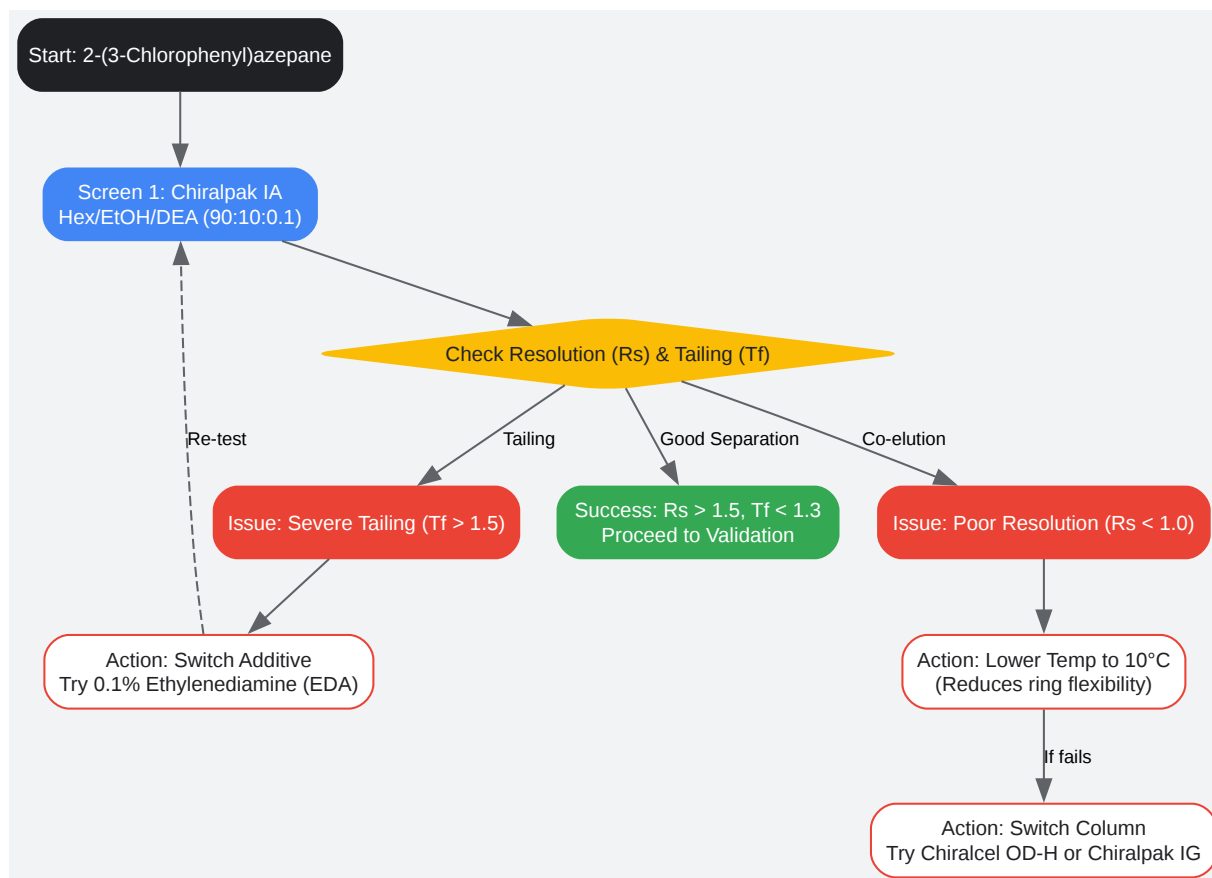 Start: 2-(3-Chlorophenyl)azepane
Screen 1: Chiralpak IA
Hex/EtOH/DEA (90:10:0.1)
Check Resolution (Rs) & Tailing (Tf)
Re-test
Tailing
Good Separation
Co-elution
Issue: Severe Tailing (Tf > 1.5)
Success: Rs > 1.5, Tf < 1.3
Proceed to Validation
Issue: Poor Resolution (Rs < 1.0)
Action: Switch Additive
Try 0.1% Ethylenediamine (EDA)
Action: Lower Temp to 10°C
(Reduces ring flexibility)
If fails
Action: Switch Column
Try Chiralcel OD-H or Chiralpak IG